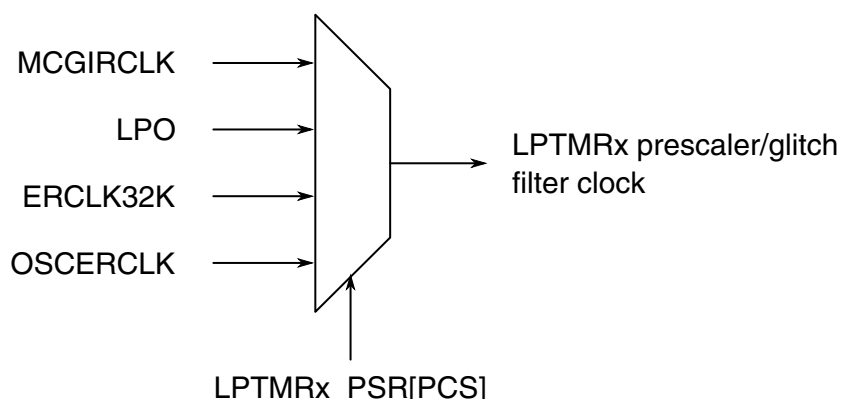 MCGIRCLK
LPO
ERCLK32K
OSCERCLK
LPTMRx prescaler/glitch
filter clock
LPTMRx_PSR[PCS]